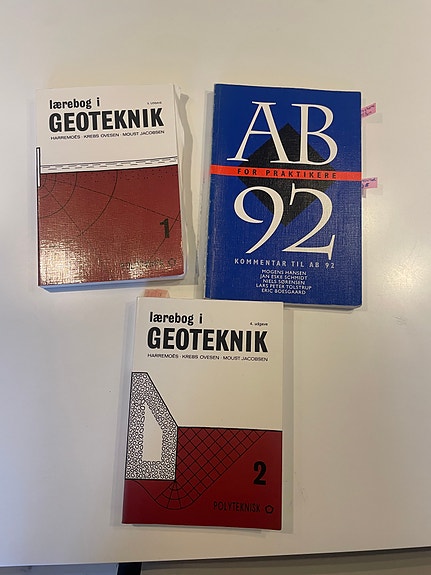 lærebog i
5. udgave
GEOTEKNIK
HARREMOËS · KREBS OVESEN · MOUST JACOBSEN
1
AB
FOR PRAKTIKERE
92
KOMMENTAR TIL AB 92
MOGENS HANSEN
JAN ESKE SCHMIDT
NIELS SØRENSEN
LARS PETER TOLSTRUP
ERIC BOESGAARD
lærebog i
4. udgave
GEOTEKNIK
HARREMOËS · KREBS OVESEN · MOUST JACOBSEN
2
POLYTEKNISK